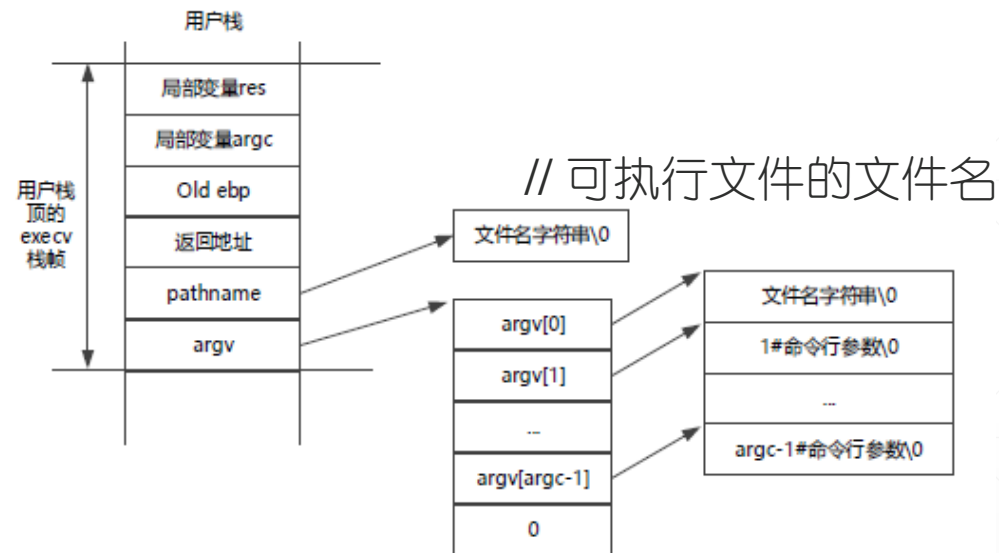 用户栈
局部变量res
局部变量argc
Old ebp
返回地址
pathname
argv
用户栈
顶的
execv
栈帧
// 可执行文件的文件名
文件名字符串\0
argv[0]
argv[1]
...
argv[argc-1]
0
文件名字符串\0
1#命令行参数\0
...
argc-1#命令行参数\0